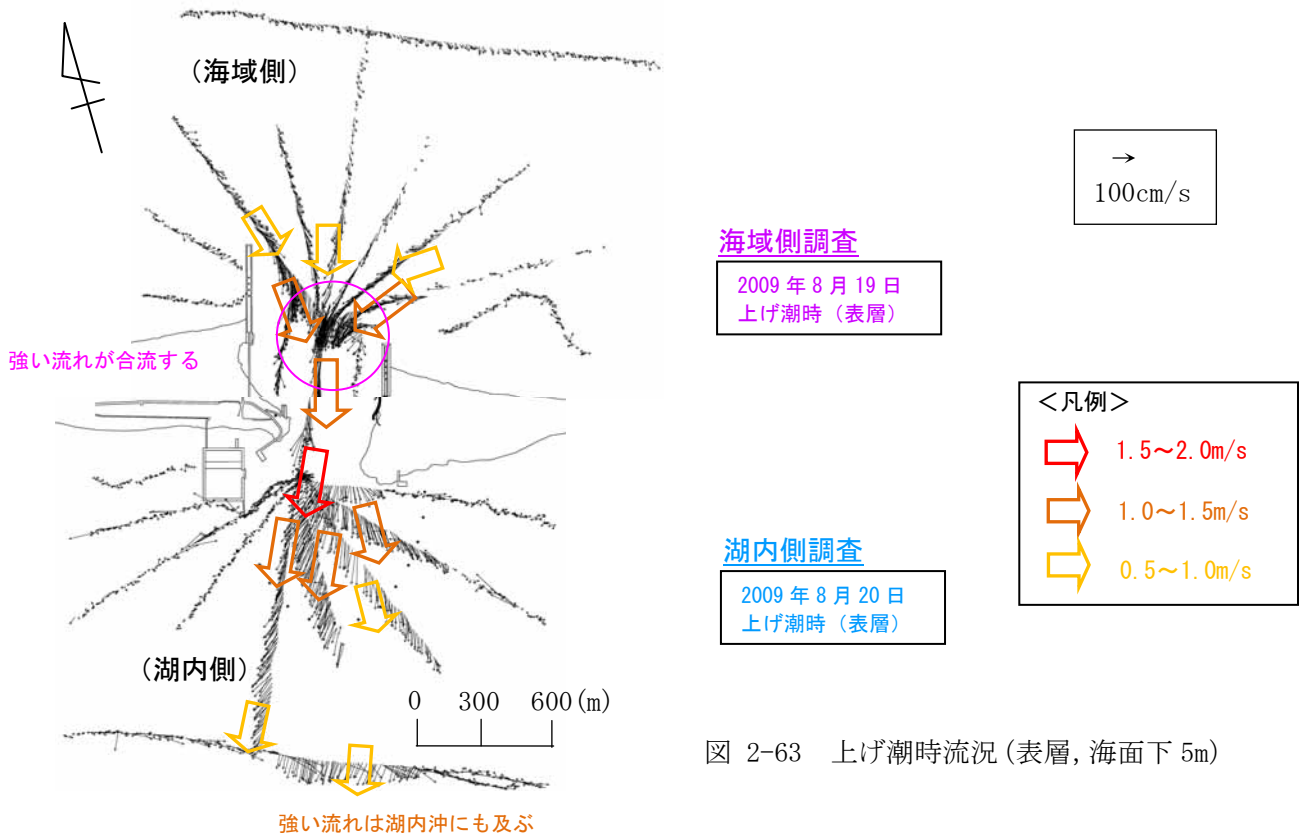 （海域側）
→
100cm/s
海域側調査
2009 年 8 月 19 日
上げ潮時（表層）
強い流れが合流する
＜凡例＞
1.5～2.0m/s
1.0～1.5m/s
0.5～1.0m/s
湖内側調査
2009 年 8 月 20 日
上げ潮時（表層）
（湖内側）
0 300 600(m)
図 2-63 上げ潮時流況(表層,海面下 5m)
強い流れは湖内沖にも及ぶ